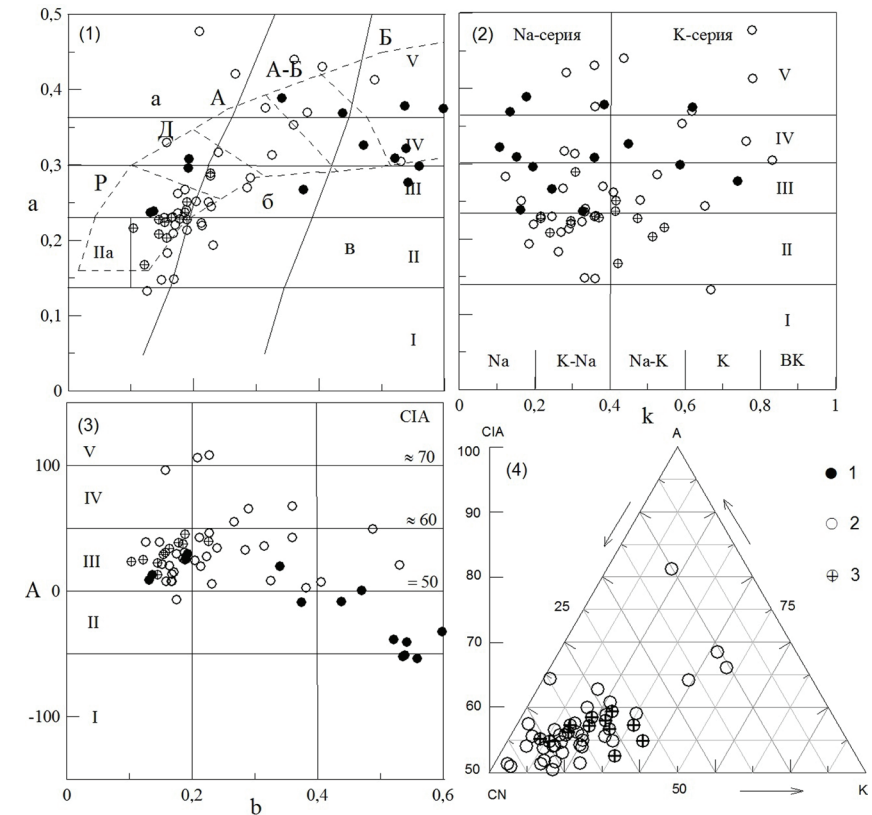 (1)
0,5
0,4
0,3
0,2
0,1
0
a
а
А
А-Б
Б
V
Д
IV
Р
б
III
IIa
в
II
I
(2)
Na-серия
K-серия
V
IV
III
II
I
Na
K-Na
Na-K
K
ВК
0
0,2
0,4
0,6
0,8
1
k
(3)
CIA
V
≈ 70
100
IV
≈ 60
III
A
0
= 50
II
-100
I
0
0,2
0,4
0,6
b
(4)
CIA
A
100
90
80
70
60
50
25
75
CN
50
K
1
2
3